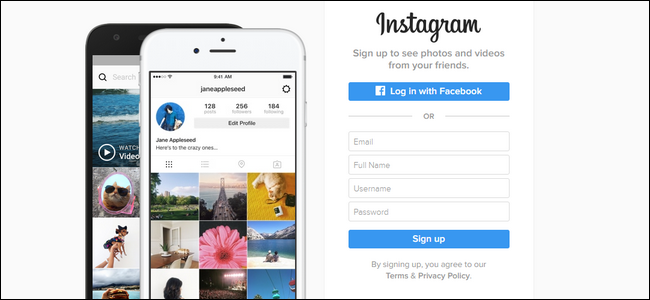 Search
WATCH
Video
9:41 AM
janeappleseed
128
256
184
posts
followers
following
Edit Profile
Jane Appleseed
Here's to the crazy ones...
Instagram
Sign up to see photos and videos
from your friends.
Log in with Facebook
OR
Email
Full Name
Username
Password
Sign up
By signing up, you agree to our
Terms & Privacy Policy.